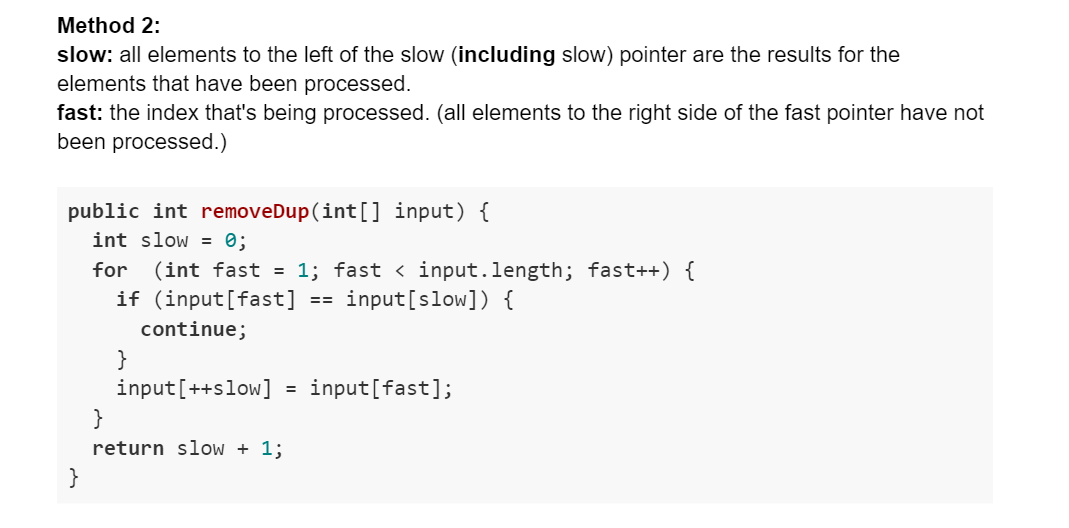 Method 2:
slow: all elements to the left of the slow (including slow) pointer are the results for the
elements that have been processed.
fast: the index that's being processed. (all elements to the right side of the fast pointer have not
been processed.)
public int removeDup(int[] input) {
  int slow = 0;
  for  (int fast = 1; fast < input.length; fast++) {
    if (input[fast] == input[slow]) {
      continue;
    }
    input[++slow] = input[fast];
  }
  return slow + 1;
}